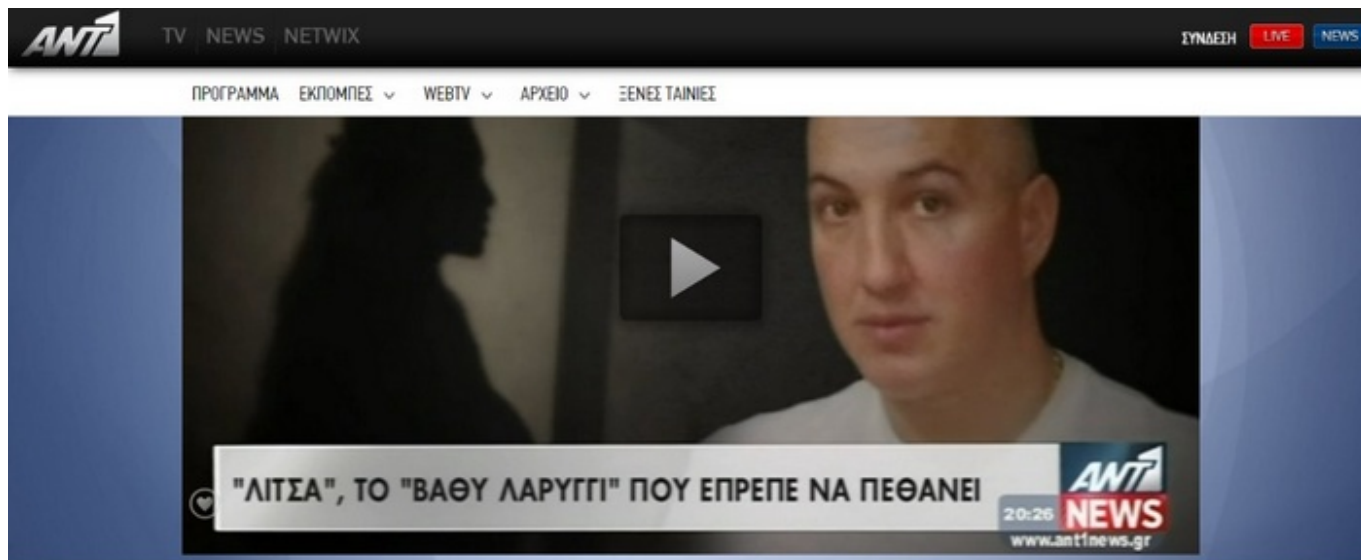 ANT1 TV NEWS NETWIX ΣΥΝΔΕΣΗ LIVE NEWS
ΠΡΟΓΡΑΜΜΑ ΕΚΠΟΜΠΕΣ WEBTV ΑΡΧΕΙΟ ΞΕΝΕΣ ΤΑΙΝΙΕΣ
"ΛΙΤΣΑ", ΤΟ "ΒΑΘΥ ΛΑΡΥΓΓΙ" ΠΟΥ ΕΠΡΕΠΕ ΝΑ ΠΕΘΑΝΕΙ
ANT1
20:26 NEWS
www.ant1news.gr